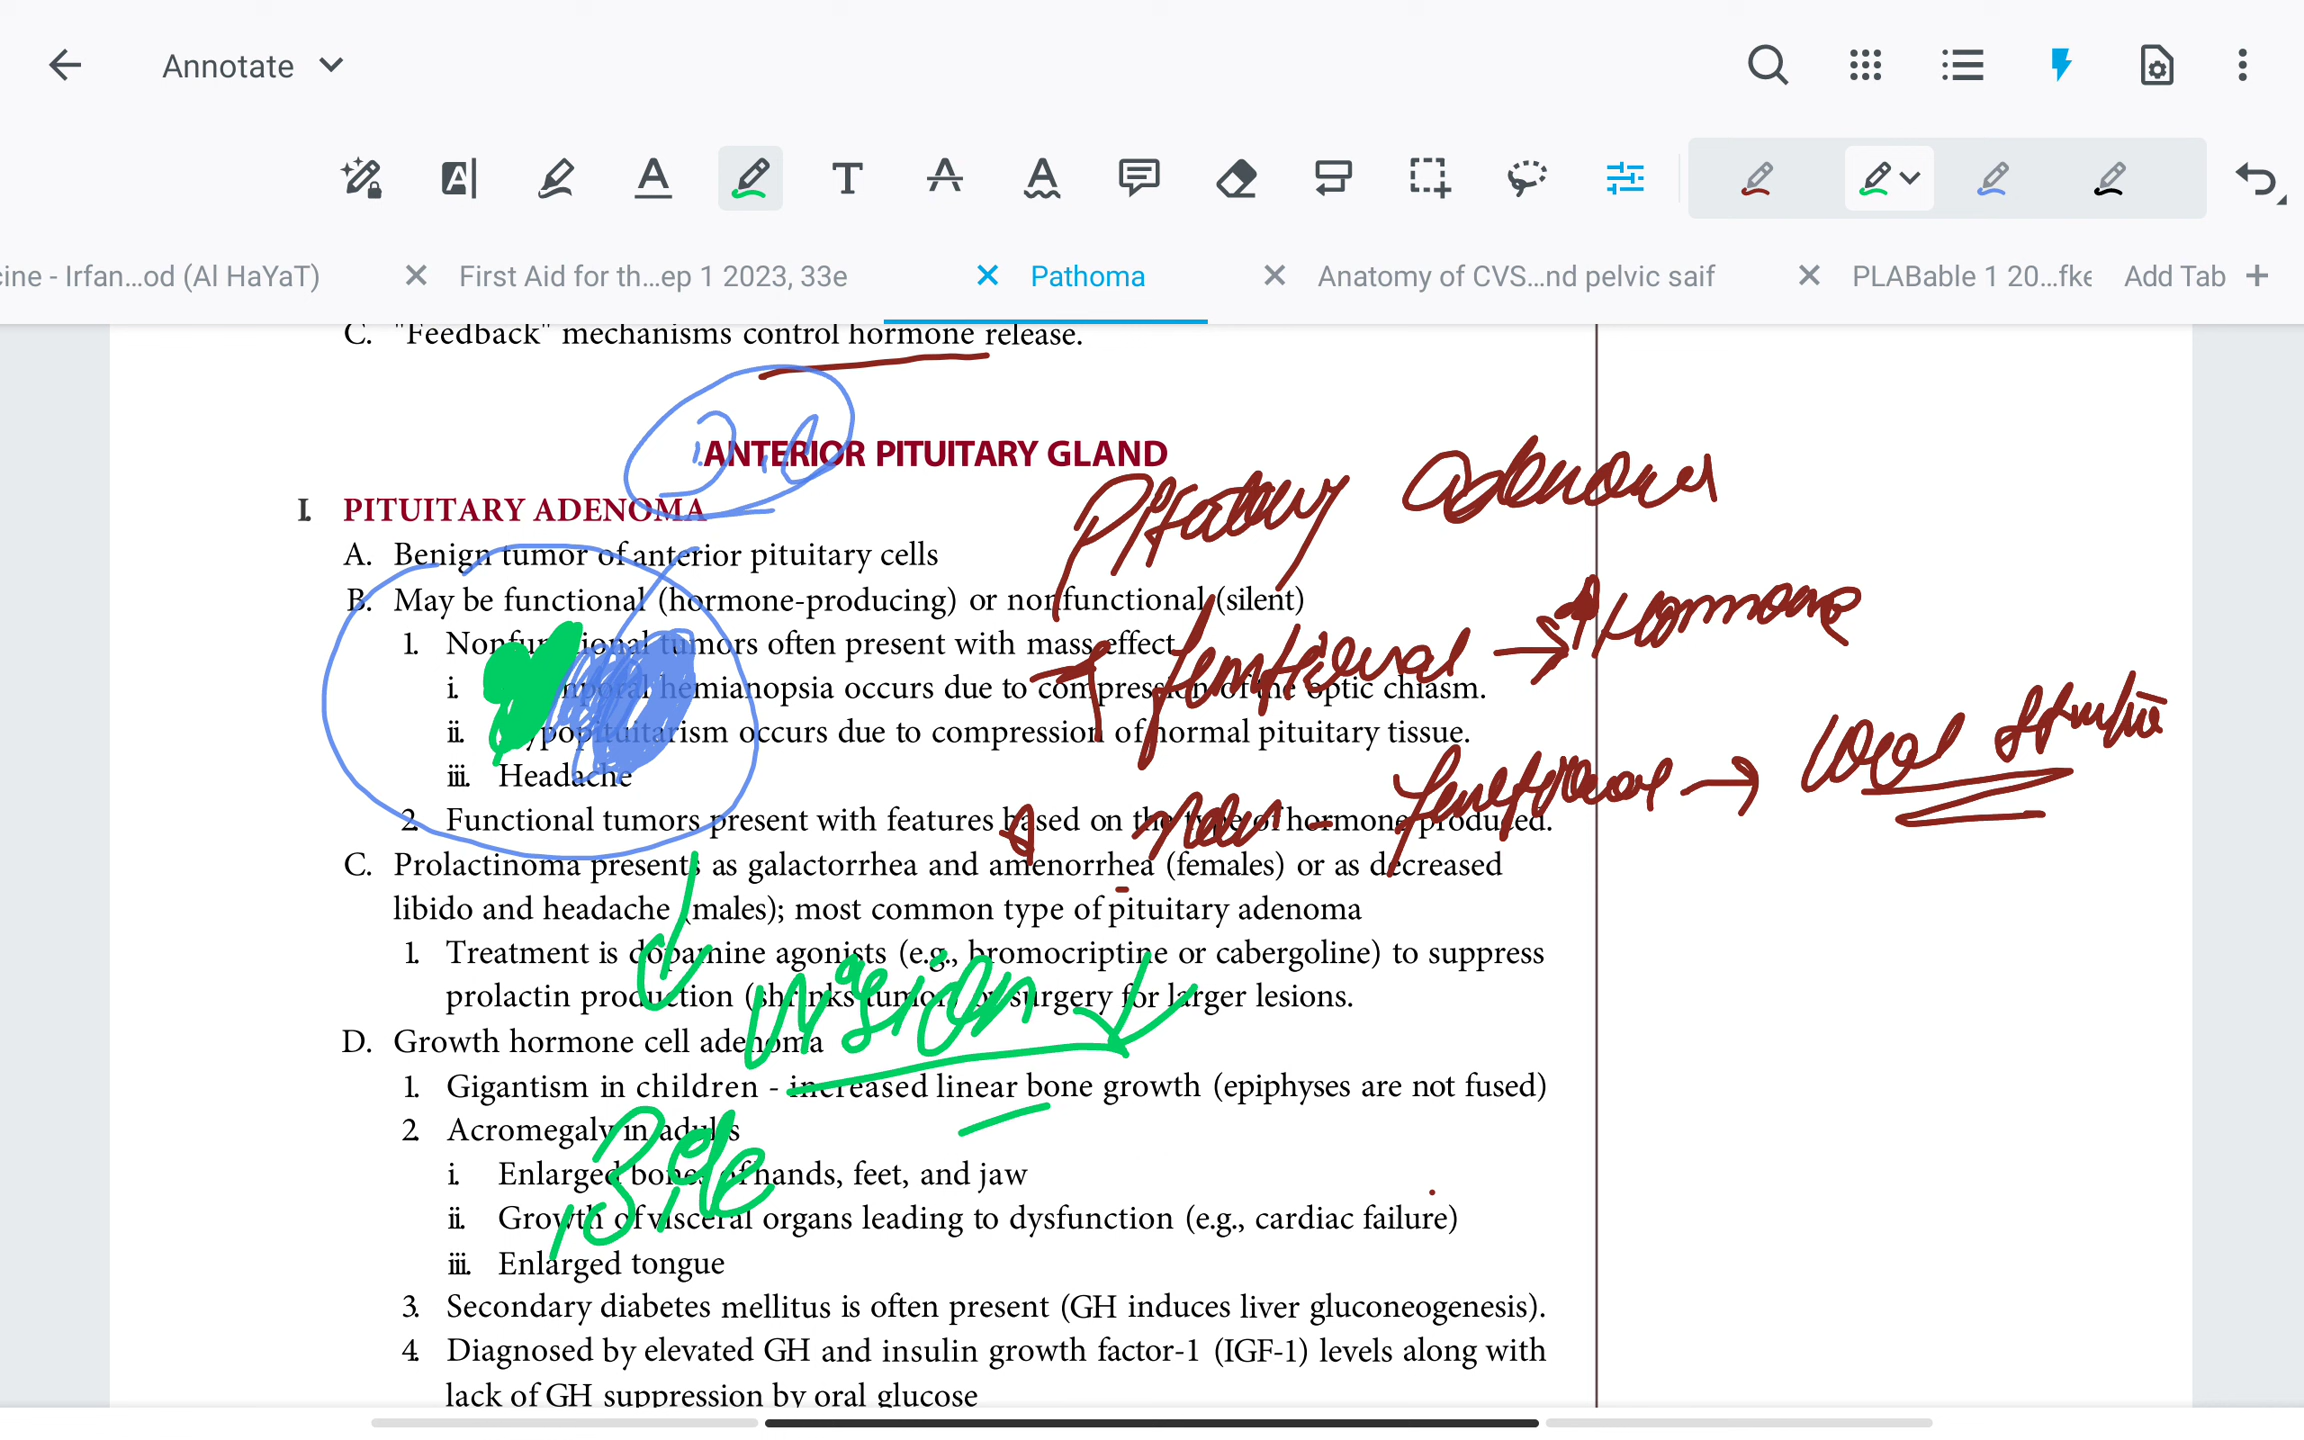 Annotate
cine - Irfan...od (Al HaYaT)
First Aid for th...ep 1 2023, 33e
Pathoma
Anatomy of CVS...nd pelvic saif
PLABable 1 20...fke
Add Tab +
C. "Feedback" mechanisms control hormone release.
ANTERIOR PITUITARY GLAND
Pitutary adenoma
I. PITUITARY ADENOMA
A. Benign tumor of anterior pituitary cells
B. May be functional (hormone-producing) or nonfunctional (silent)
Hormone
1. Nonfunctional tumors often present with mass effect
functional →
i. hemianopsia occurs due to compression of the optic chiasm.
ii. Hypopituitarism occurs due to compression of normal pituitary tissue.
iii. Headache
Non - functional → local
2. Functional tumors present with features based on the type of hormone produced.
C. Prolactinoma presents as galactorrhea and amenorrhea (females) or as decreased
libido and headache (males); most common type of pituitary adenoma
1. Treatment is dopamine agonists (e.g., bromocriptine or cabergoline) to suppress
prolactin production (shrinks tumor) or surgery for larger lesions.
vision ↓
D. Growth hormone cell adenoma
1. Gigantism in children - increased linear bone growth (epiphyses are not fused)
2. Acromegaly in adults
i. Enlarged bones of hands, feet, and jaw
ii. Growth of visceral organs leading to dysfunction (e.g., cardiac failure)
iii. Enlarged tongue
3. Secondary diabetes mellitus is often present (GH induces liver gluconeogenesis).
4. Diagnosed by elevated GH and insulin growth factor-1 (IGF-1) levels along with
lack of GH suppression by oral glucose